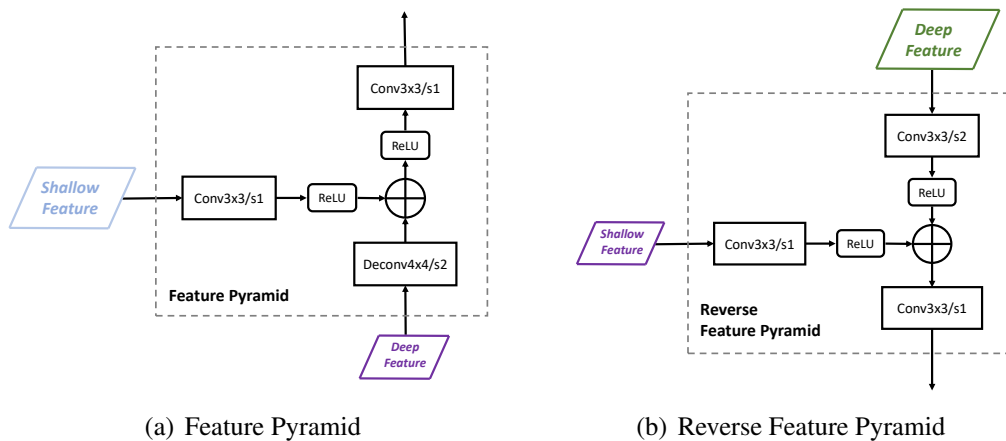 Conv3x3/s1
ReLU
Shallow
Feature
Conv3x3/s1
ReLU
Deconv4x4/s2
Feature Pyramid
Deep
Feature
(a) Feature Pyramid
Deep
Feature
Conv3x3/s2
ReLU
Shallow
Feature
Conv3x3/s1
ReLU
Conv3x3/s1
Reverse
Feature Pyramid
(b) Reverse Feature Pyramid